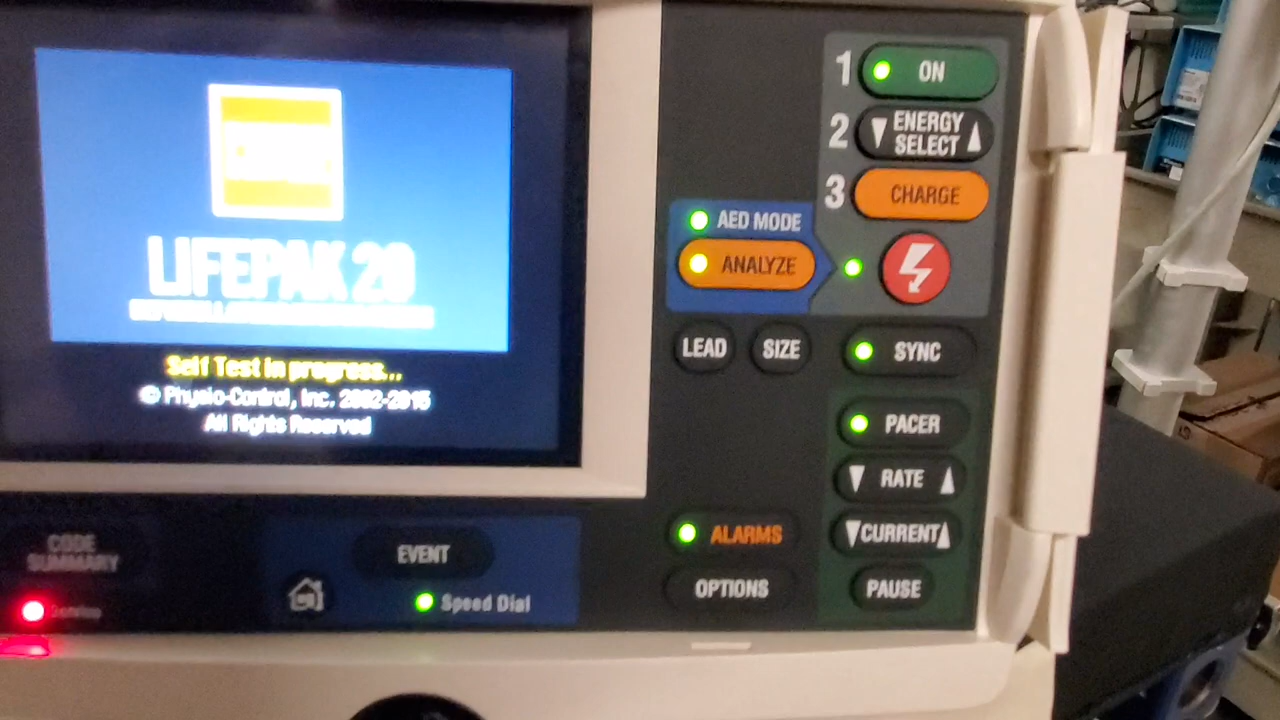 LIFEPAK 20
Self Test in progress...
© Physio-Control, Inc. 2002-2015
All Rights Reserved
1 ON
2 ENERGY
SELECT
3 CHARGE
AED MODE
ANALYZE
LEAD
SIZE
SYNC
PACER
RATE
CURRENT
PAUSE
ALARMS
OPTIONS
CODE
SUMMARY
EVENT
Service
Speed Dial